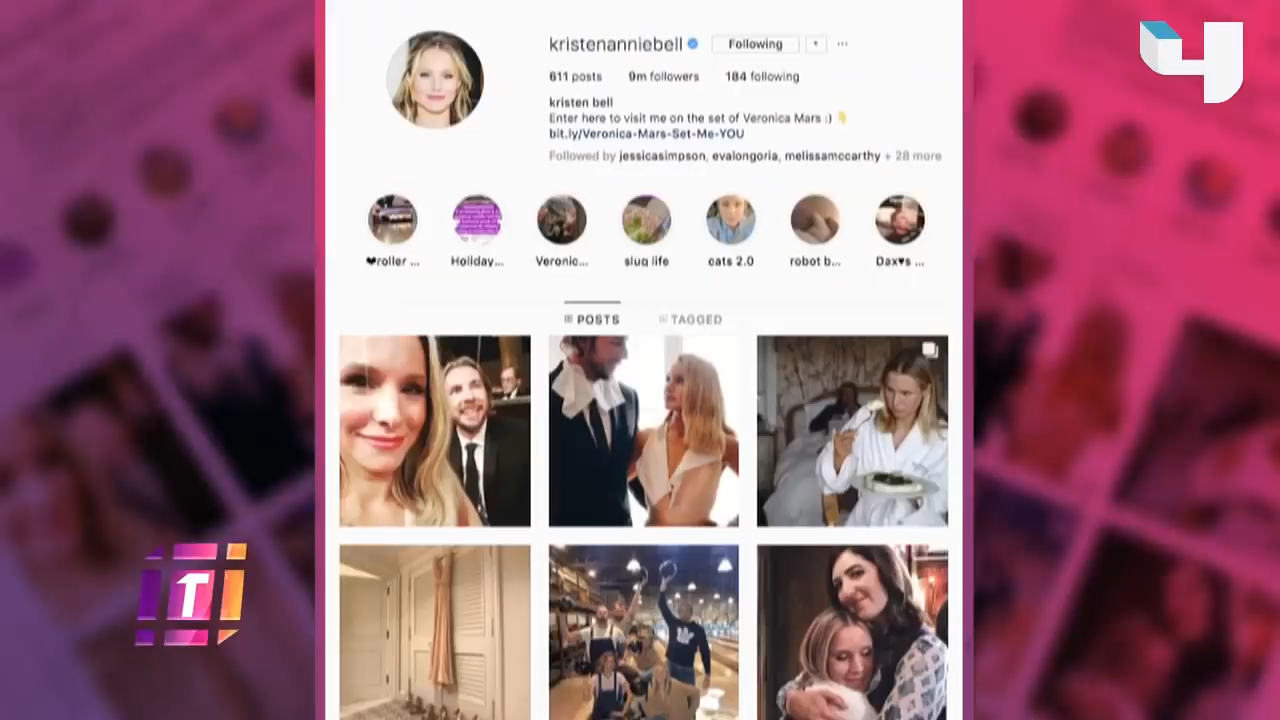 kristenanniebell
Following
...
611 posts 9m followers 184 following
kristen bell
Enter here to visit me on the set of Veronica Mars :) 👇
bit.ly/Veronica-Mars-Set-Me-YOU
Followed by jessicasimpson, evalongoria, melissamccarthy + 28 more
❤roller ... Holiday... Veronic... slug life cats 2.0 robot b... Dax♥s ...
POSTS TAGGED
T